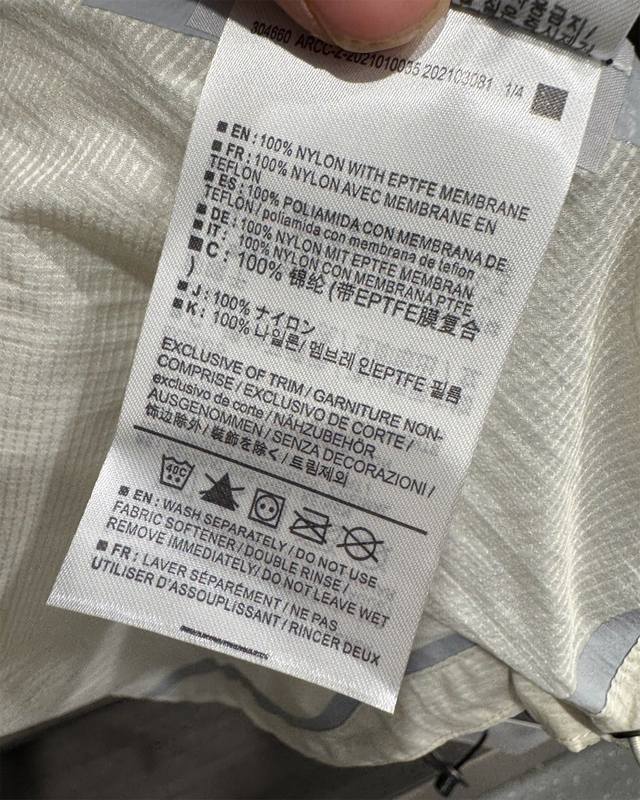 304660 ARCC-Z-2021010035 202103081 1/4
EN : 100% NYLON WITH EPTFE MEMBRANE
FR : 100% NYLON AVEC MEMBRANE EN
TEFLON
ES : 100% POLIAMIDA CON MEMBRANA DE
TEFLON/ poliamida con membrana de teflon
DE : 100% NYLON MIT EPTFE MEMBRAN
IT : 100% NYLON CON MEMBRANA PTFE
C : 100% 锦纶 (带EPTFE膜复合
)
J : 100% ナイロン
K : 100% 나일론/ 멤브레 인EPTFE 필름
EXCLUSIVE OF TRIM / GARNITURE NON-
COMPRISE / EXCLUSIVO DE CORTE /
exclusivo de corte / NÄHZUBEHÖR
AUSGENOMMEN / SENZA DECORAZIONI /
饰边除外 / 装飾を除く / 트림제외
40C
EN : WASH SEPARATELY / DO NOT USE
FABRIC SOFTENER / DOUBLE RINSE /
REMOVE IMMEDIATELY/ DO NOT LEAVE WET
FR : LAVER SÉPARÉMENT / NE PAS
UTILISER D'ASSOUPLISSANT / RINCER DEUX